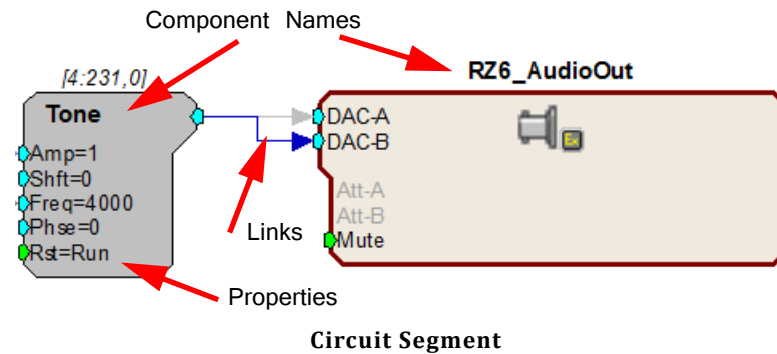 Component Names
[4:231,0]
RZ6_AudioOut
Tone
Amp=1
Shft=0
Freq=4000
Phse=0
Rst=Run
DAC-A
DAC-B
Att-A
Att-B
Mute
Links
Properties
Circuit Segment